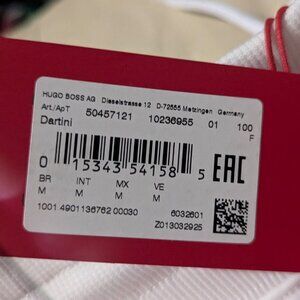 HUGO BOSS AG Dieselstrasse 12 D-72555 Metzingen Germany
Art./АрТ 50457121 10236955 01 100
Dartini F
0 15343 54158 5 EAC
BR INT MX VE
M M M M
1001 4901136762 00030 6032601
Z013032925